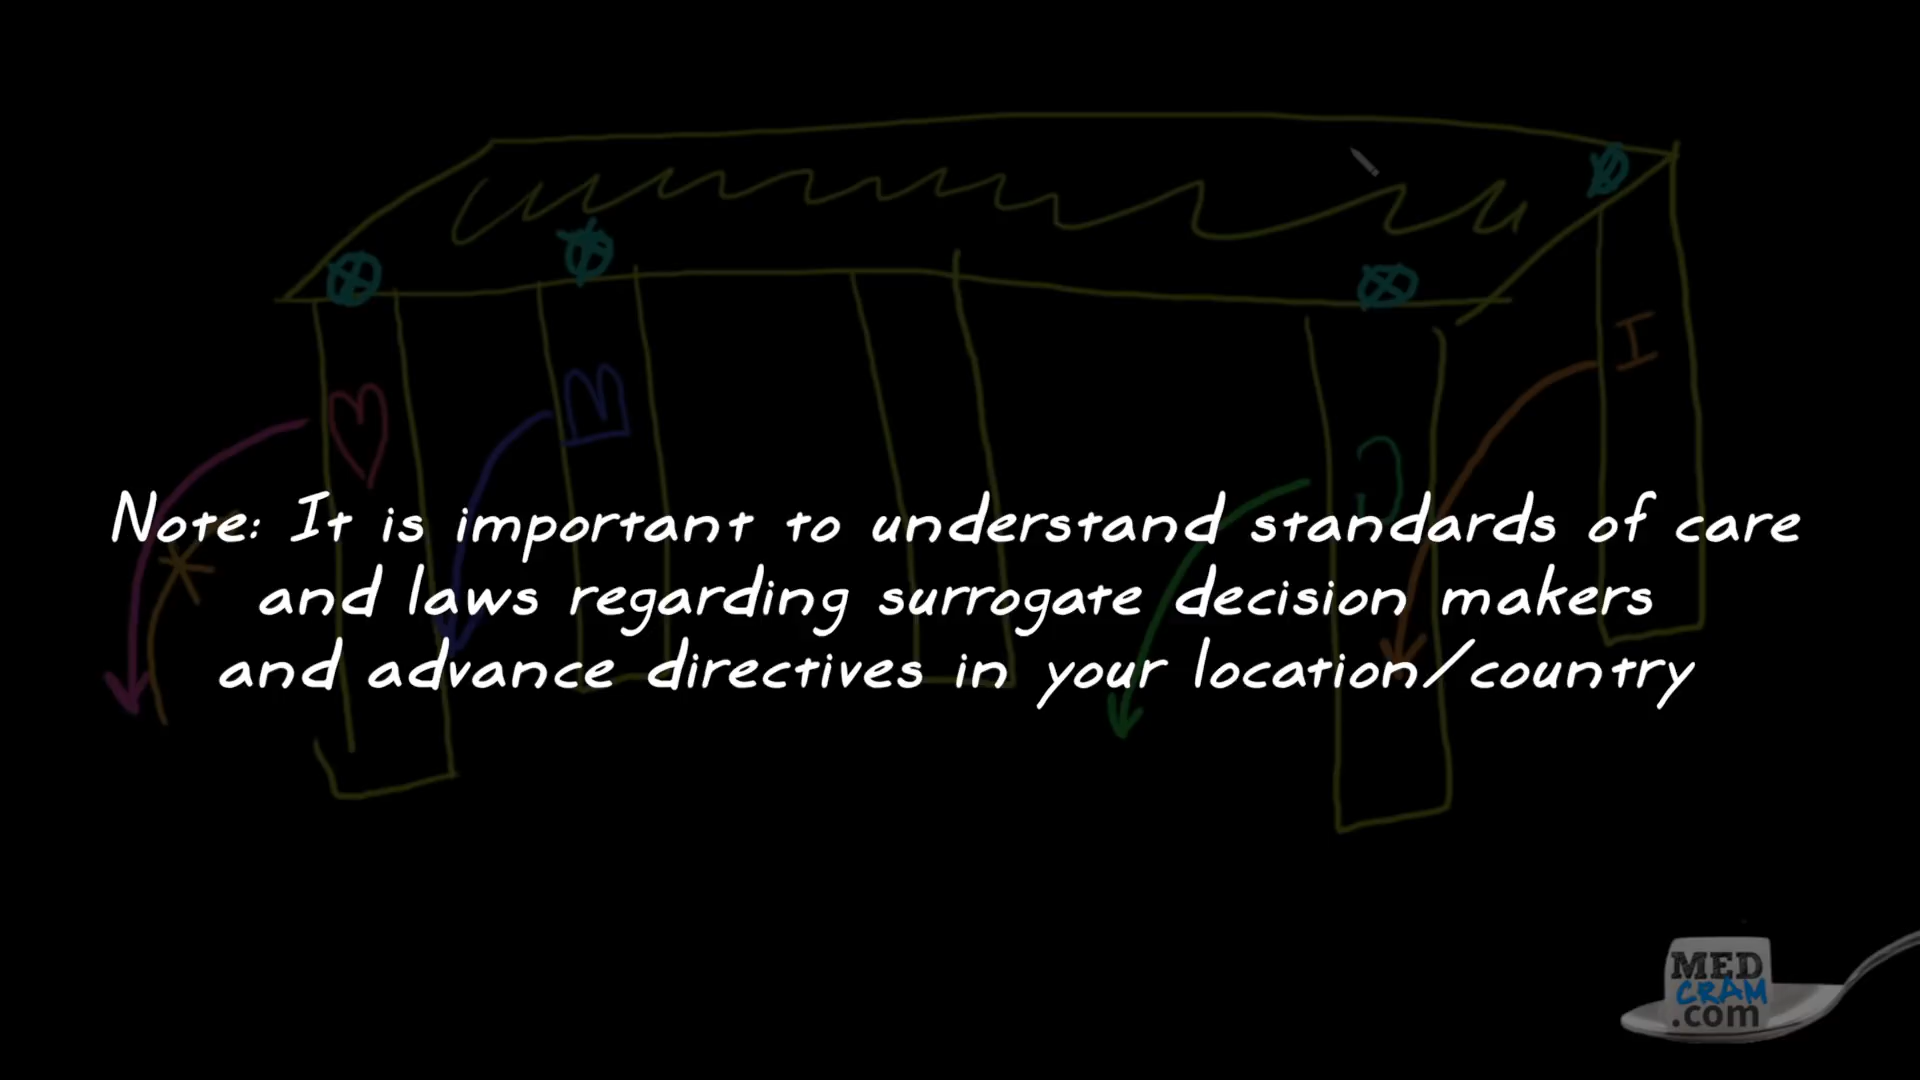 I
Note: It is important to understand standards of care
and laws regarding surrogate decision makers
and advance directives in your location/country
MED
CRAM
.com